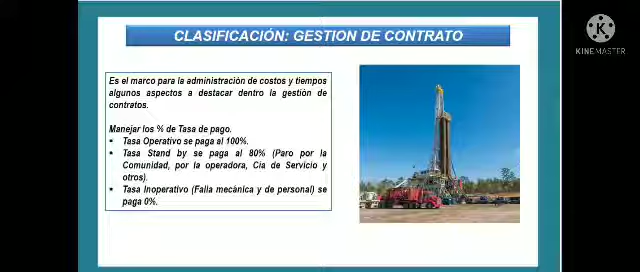 CLASIFICACIÓN: GESTION DE CONTRATO
KINEMASTER
Es el marco para la administración de costos y tiempos
algunos aspectos a destacar dentro la gestión de
contratos.
Manejar los % de Tasa de pago.
▪ Tasa Operativo se paga al 100%.
▪ Tasa Stand by se paga al 80% (Paro por la
Comunidad, por la operadora, Cia de Servicio y
otros).
▪ Tasa Inoperativo (Falla mecánica y de personal) se
paga 0%.